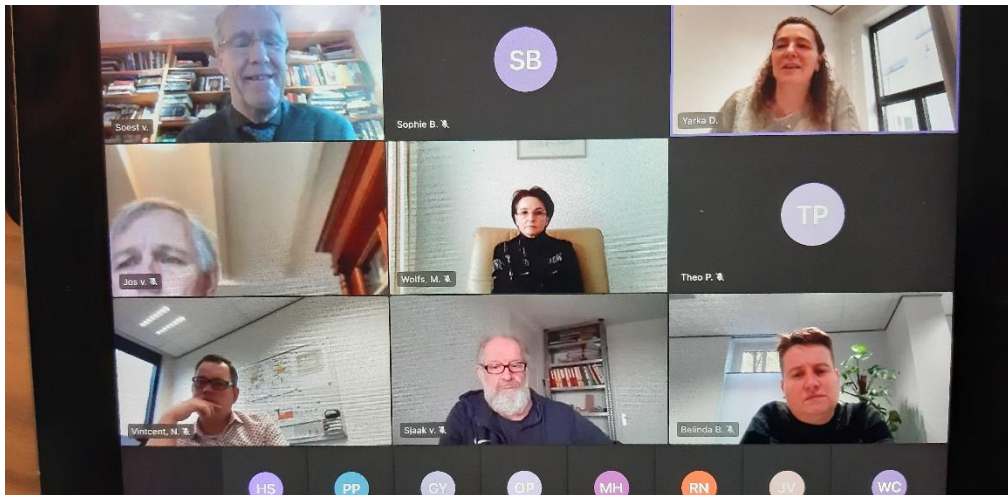 SB
Soest v.
Sophie B.
Yarka D.
TP
Jos v.
Wolfs, M.
Theo P.
Vintcent, N.
Sjaak v.
Belinda B.
HS
PP
GY
OP
MH
RN
JV
WC